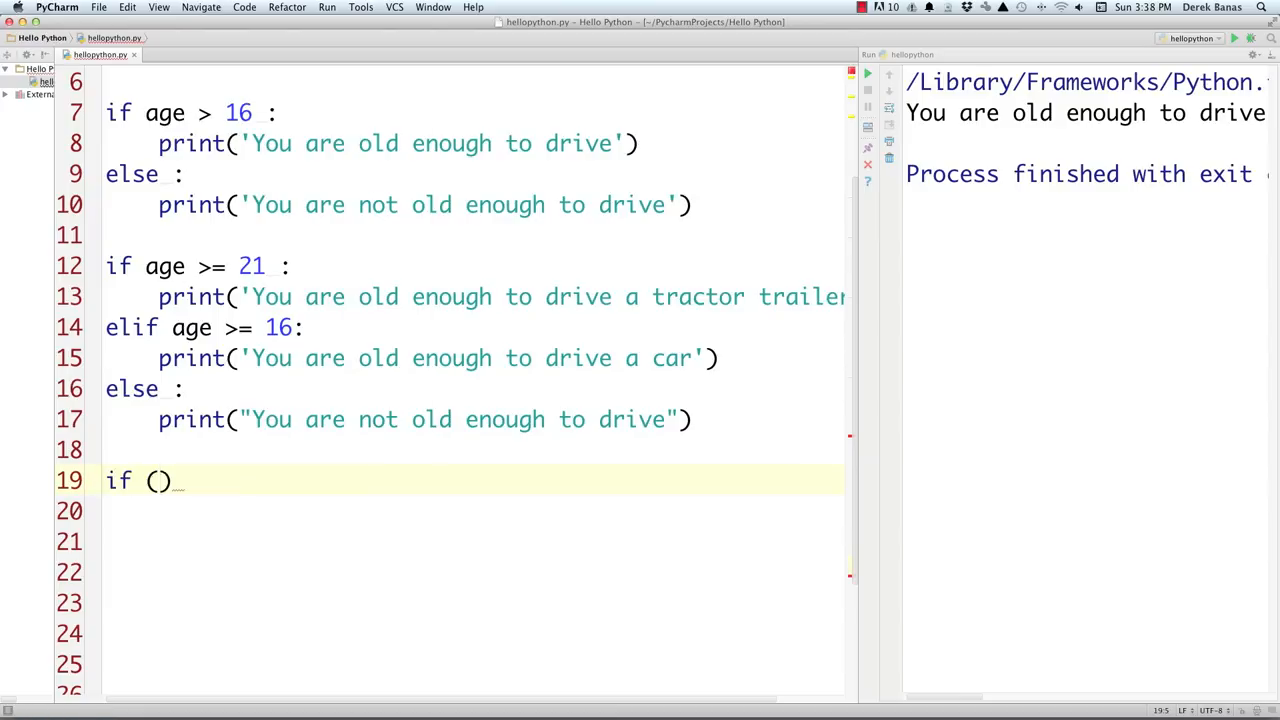 PyCharm File Edit View Navigate Code Refactor Run Tools VCS Window Help 10 Sun 3:38 PM Derek Banas
hellopython.py – Hello Python – [~/PycharmProjects/Hello Python]
Hello Python hellopython.py hellopython
hellopython.py × Run hellopython
Hello P
hell
Externa
6
7 if age > 16 :
8 print('You are old enough to drive')
9 else :
10 print('You are not old enough to drive')
11
12 if age >= 21 :
13 print('You are old enough to drive a tractor trailer
14 elif age >= 16:
15 print('You are old enough to drive a car')
16 else :
17 print("You are not old enough to drive")
18
19 if ()
20
21
22
23
24
25
26
/Library/Frameworks/Python.
You are old enough to drive
Process finished with exit
19:5 LF UTF-8